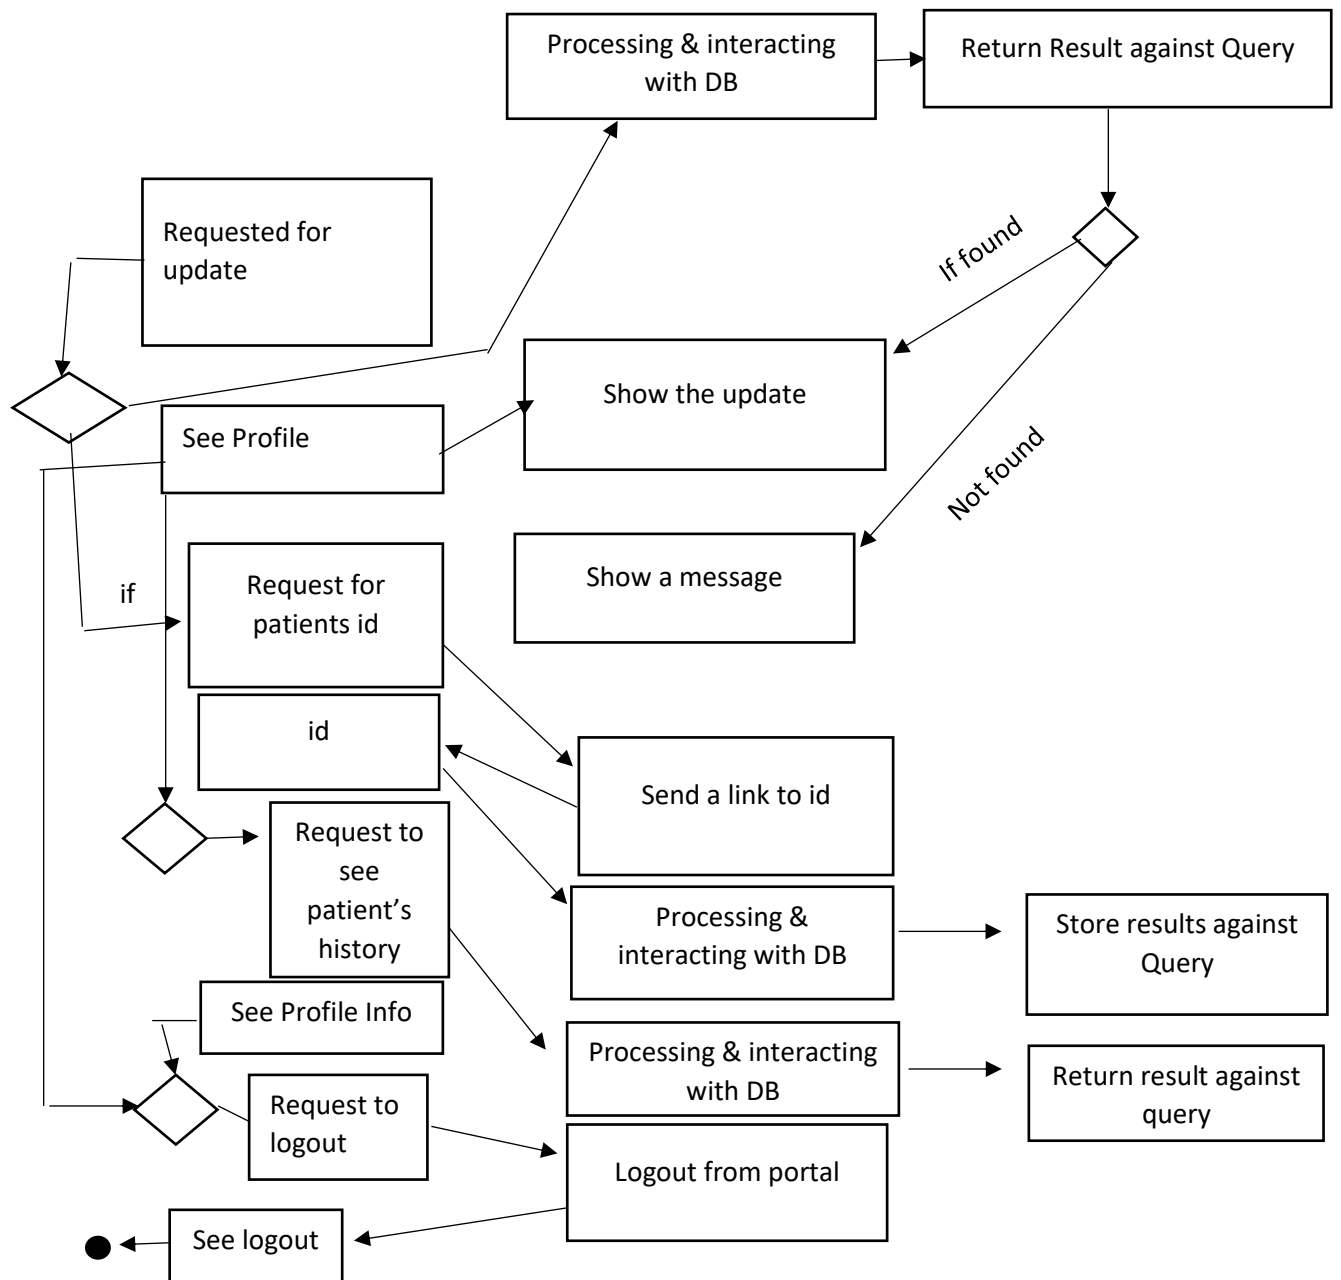 Processing & interacting
with DB
Return Result against Query
Requested for
update
If found
Show the update
See Profile
Not found
Show a message
if
Request for
patients id
id
Send a link to id
Request to
see
patient's
history
Processing &
interacting with DB
Store results against
Query
See Profile Info
Processing & interacting
with DB
Return result against
query
Request to
logout
Logout from portal
See logout